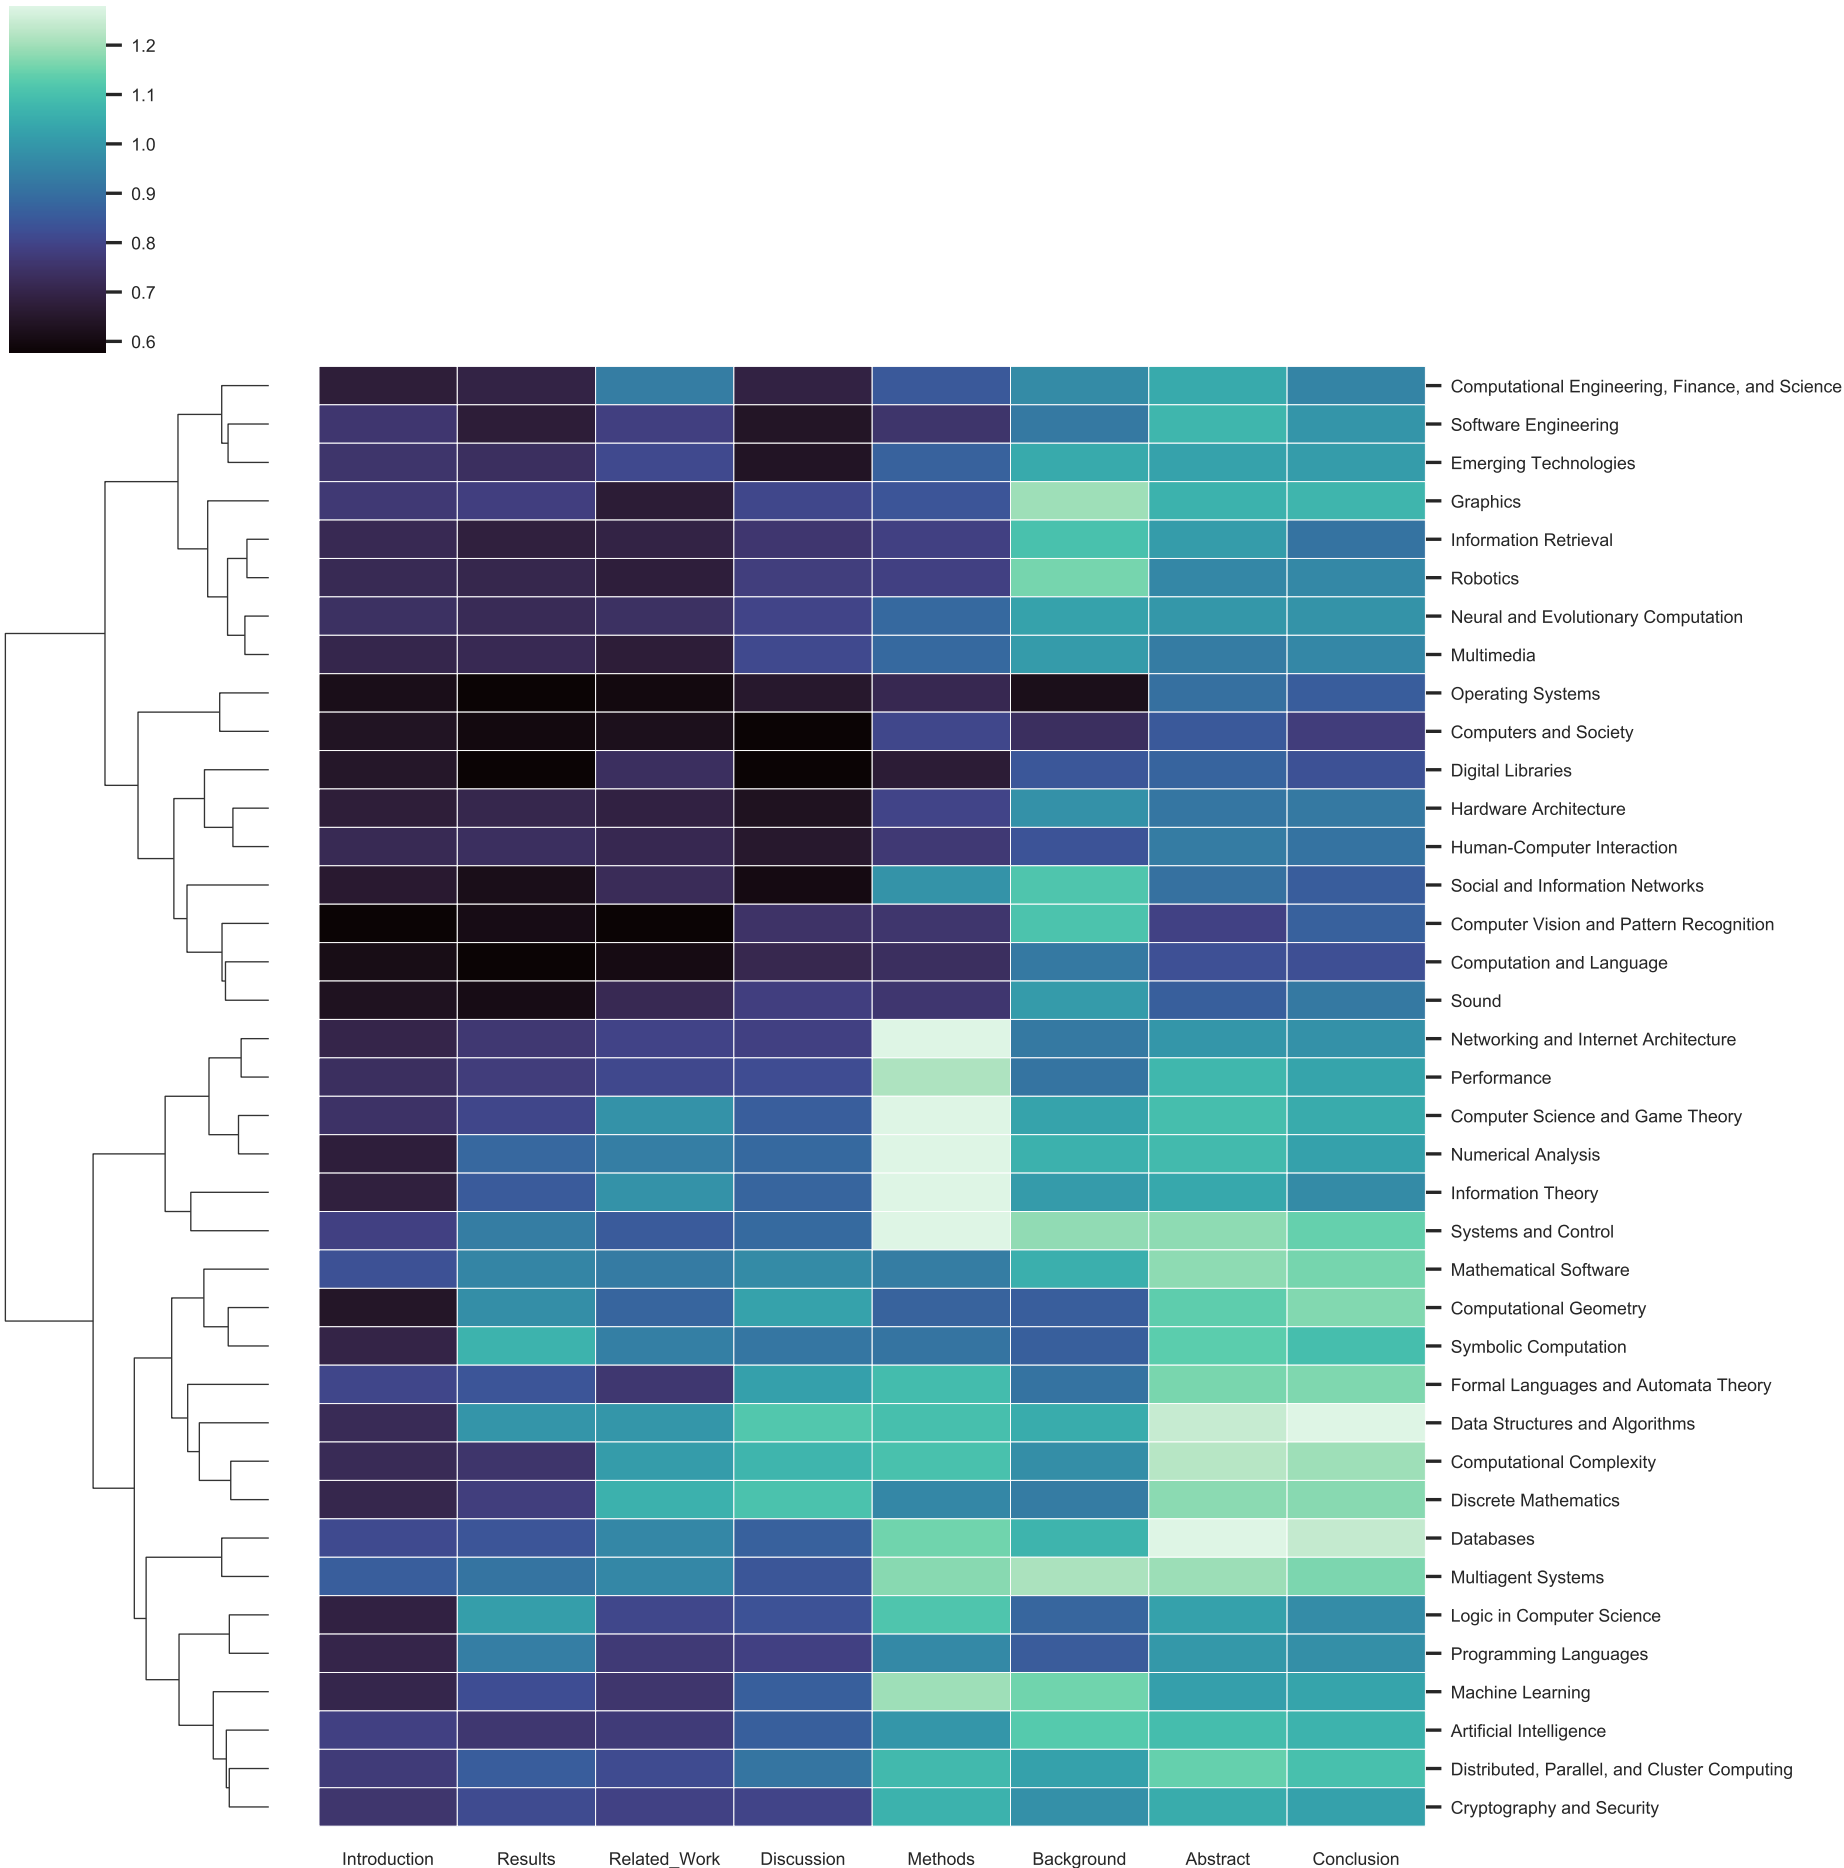 1.2
1.1
1.0
0.9
0.8
0.7
0.6
Computational Engineering, Finance, and Science
Software Engineering
Emerging Technologies
Graphics
Information Retrieval
Robotics
Neural and Evolutionary Computation
Multimedia
Operating Systems
Computers and Society
Digital Libraries
Hardware Architecture
Human-Computer Interaction
Social and Information Networks
Computer Vision and Pattern Recognition
Computation and Language
Sound
Networking and Internet Architecture
Performance
Computer Science and Game Theory
Numerical Analysis
Information Theory
Systems and Control
Mathematical Software
Computational Geometry
Symbolic Computation
Formal Languages and Automata Theory
Data Structures and Algorithms
Computational Complexity
Discrete Mathematics
Databases
Multiagent Systems
Logic in Computer Science
Programming Languages
Machine Learning
Artificial Intelligence
Distributed, Parallel, and Cluster Computing
Cryptography and Security
Introduction Results Related_Work Discussion Methods Background Abstract Conclusion